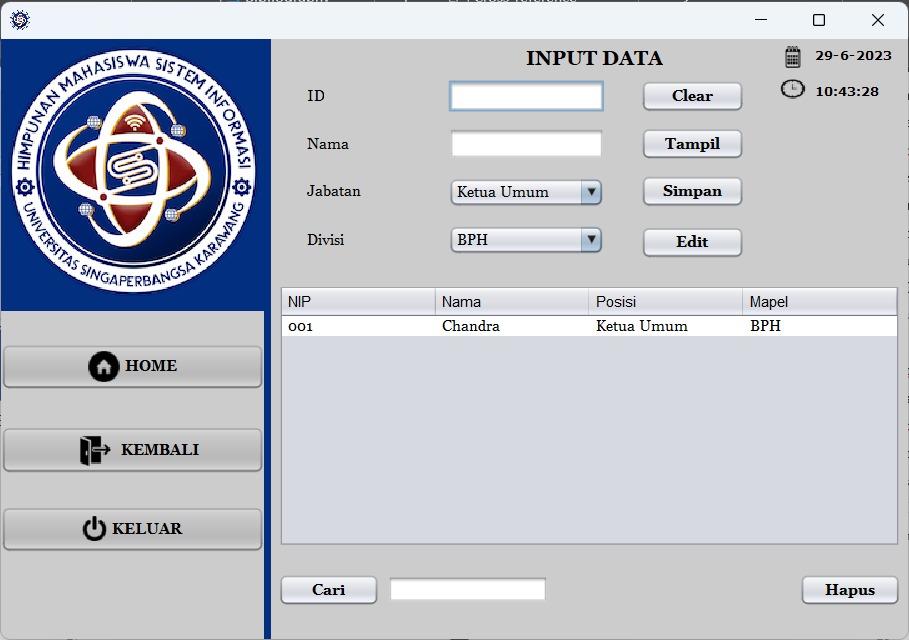 HIMPUNAN MAHASISWA SISTEM INFORMASI
UNIVERSITAS SINGAPERBANGSA KARAWANG
HOME
KEMBALI
KELUAR
INPUT DATA
29-6-2023
10:43:28
ID
Clear
Nama
Tampil
Jabatan Ketua Umum
Simpan
Divisi BPH
Edit
NIP Nama Posisi Mapel
001 Chandra Ketua Umum BPH
Cari
Hapus